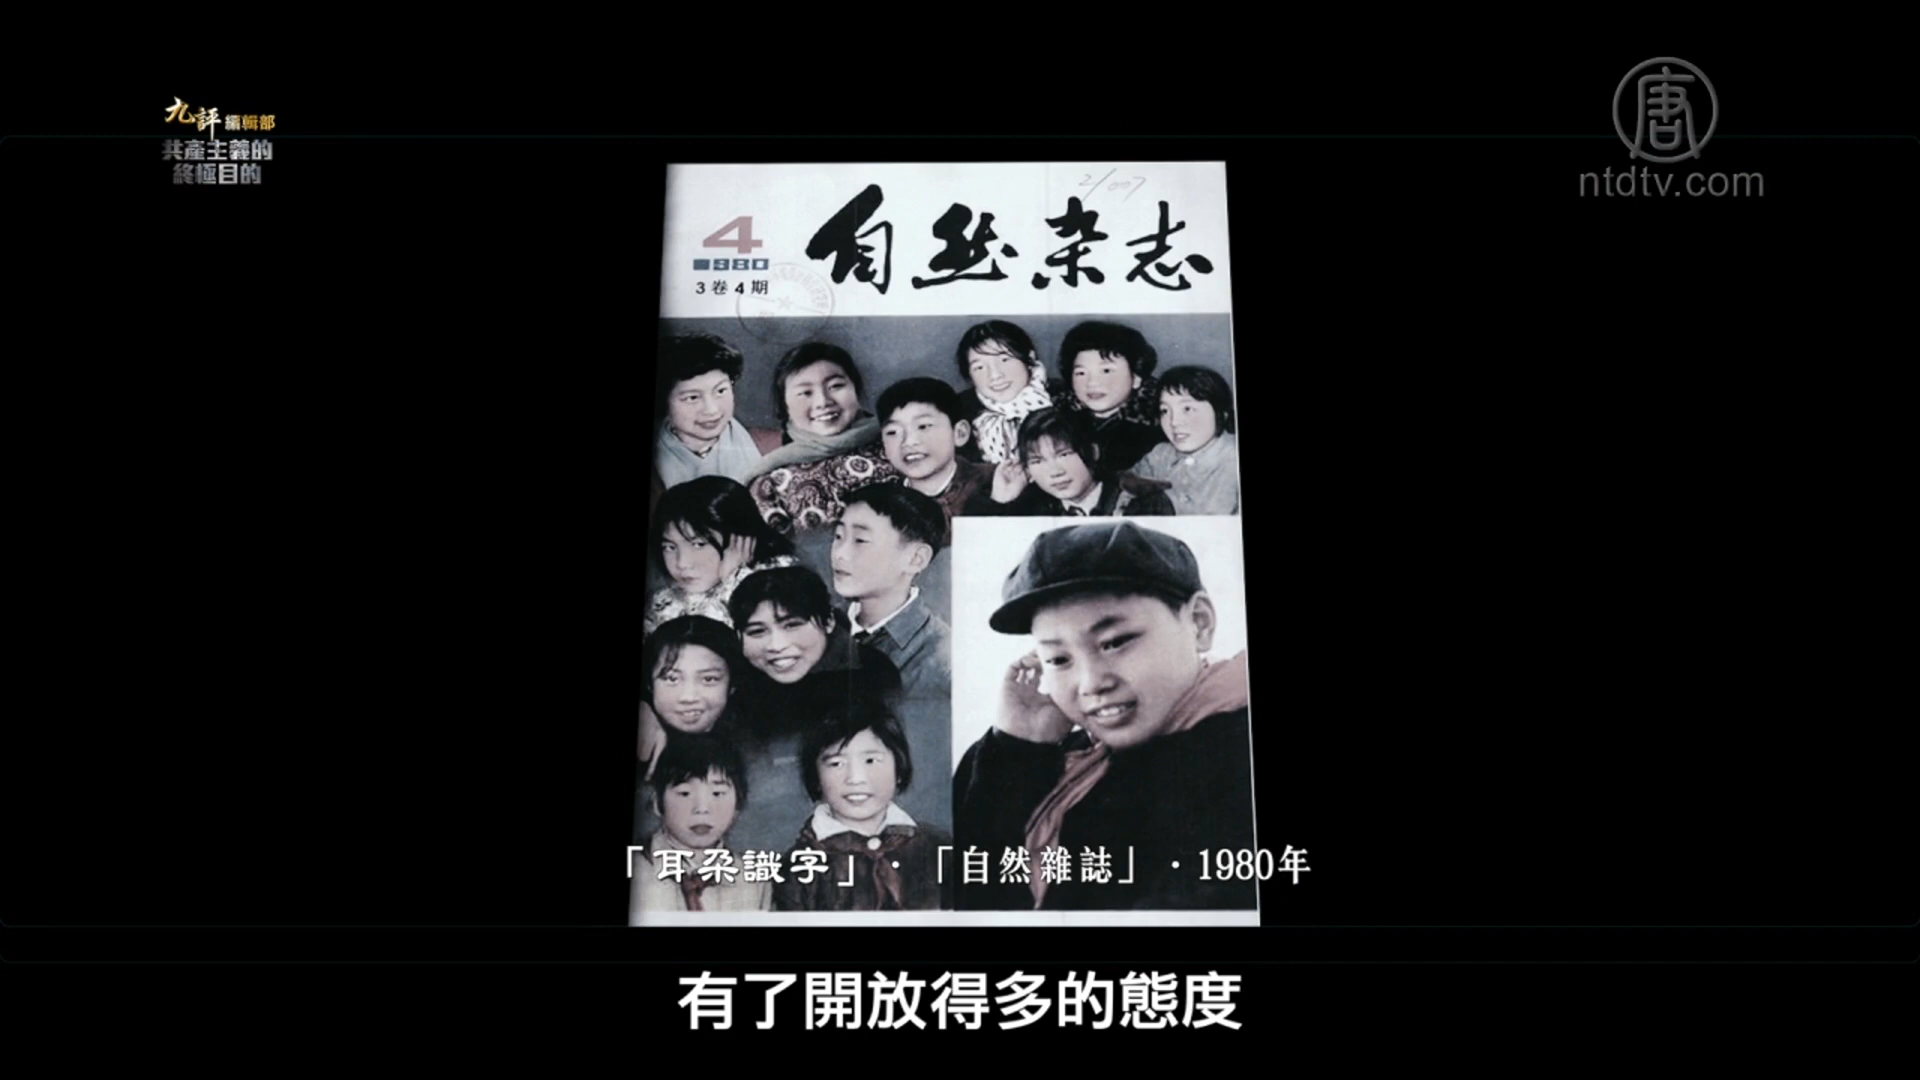 九評編輯部
共產主義的
終極目的
唐
ntdtv.com
自然杂志
4
1980
3卷4期
「耳朵識字」·「自然雜誌」·1980年
有了開放得多的態度